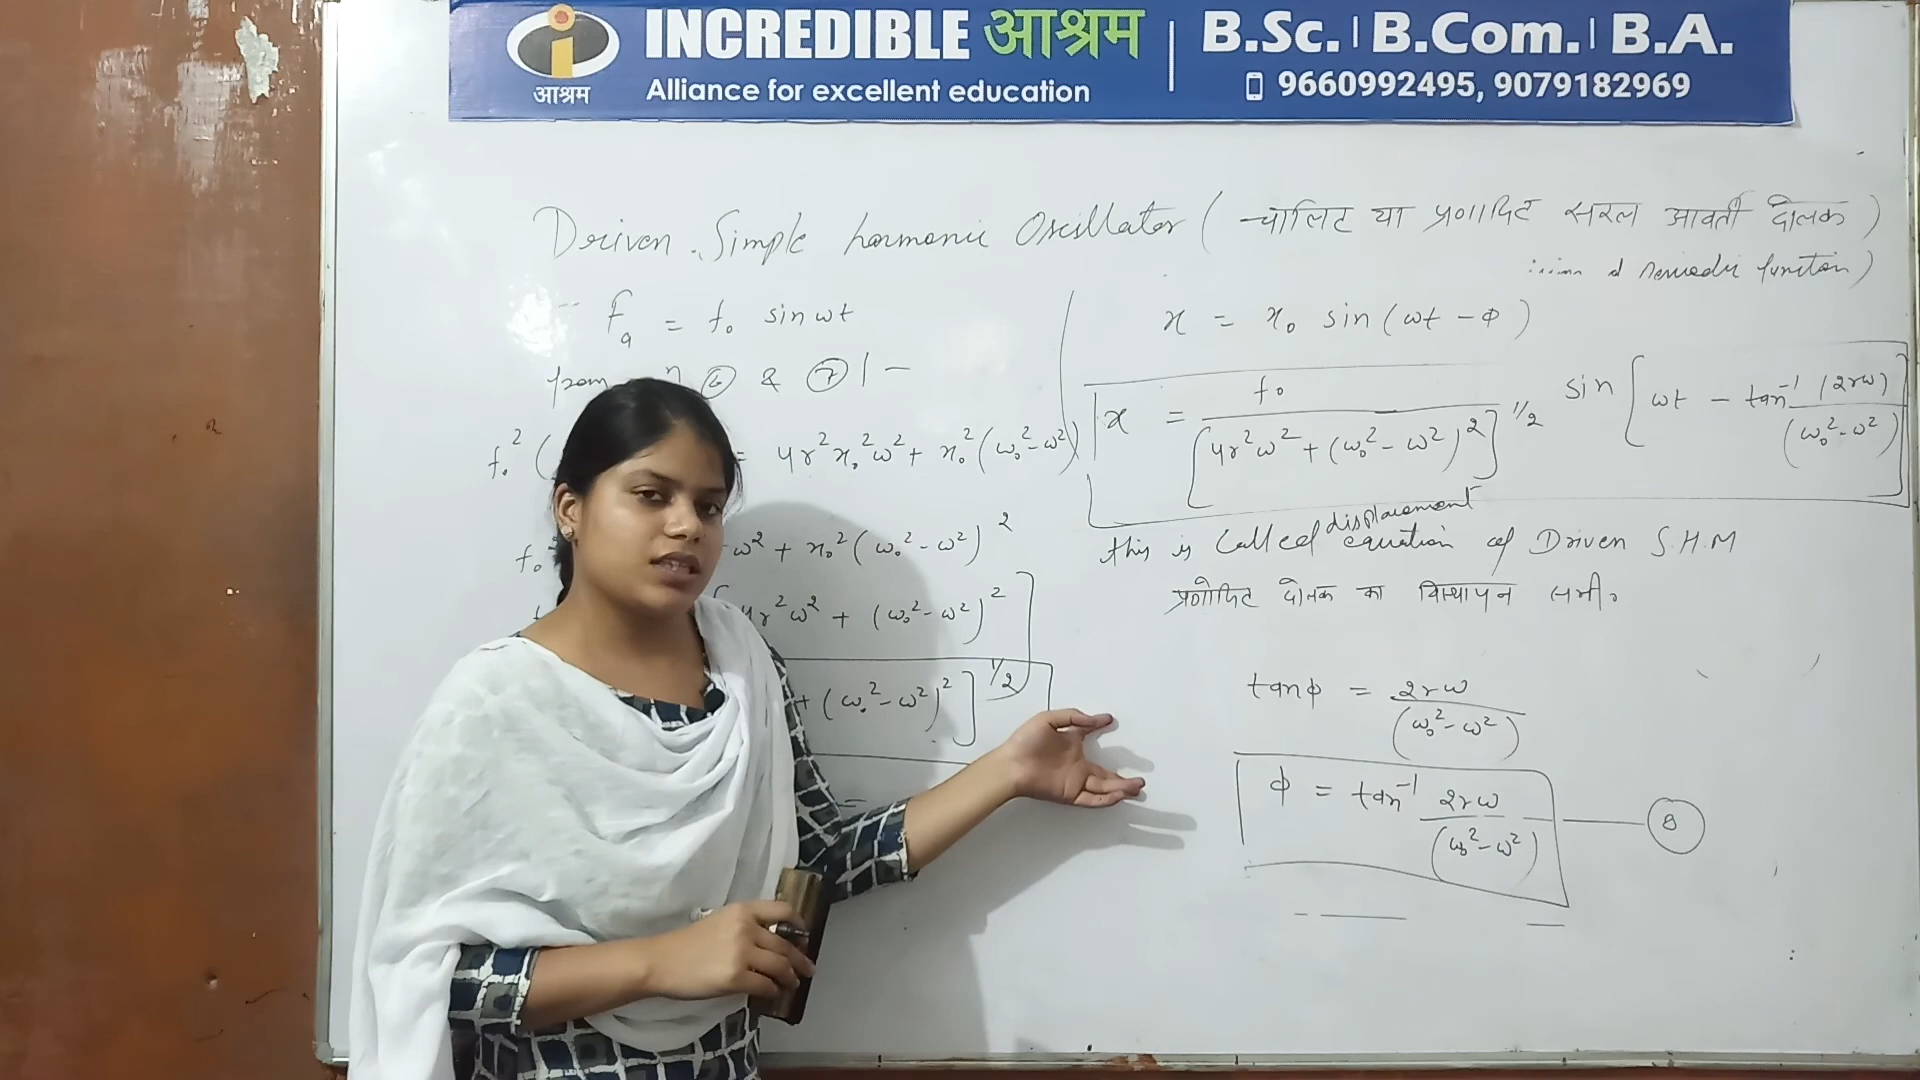 INCREDIBLE आश्रम
आश्रम
Alliance for excellent education
B.Sc. | B.Com. | B.A.
9660992495, 9079182969
Driven Simple harmonic Oscillator ( चालित या प्रणोदित सरल आवर्ती दोलक )
function)
Fₐ = f₀ sin ωt
from ⑥ & ⑦ | -
f₀² ( = 4r²x₀²ω² + x₀²(ω₀²-ω²)
f₀² ω² + x₀² (ω₀² - ω²)²
4r²ω² + (ω₀² - ω²)² ]
+ (ω₀² - ω²)² ]^1/2
=
x = x₀ sin(ωt - φ)
x = f₀ / [4r²ω² + (ω₀² - ω²)²]^1/2 sin [ωt - tan⁻¹ (2rω) / (ω₀² - ω²)]
this is called displacement equation of Driven S.H.M
प्रणोदित दोलक का विस्थापन समी॰
tanφ = 2rω / (ω₀² - ω²)
φ = tan⁻¹ 2rω / (ω₀² - ω²) — ⑧